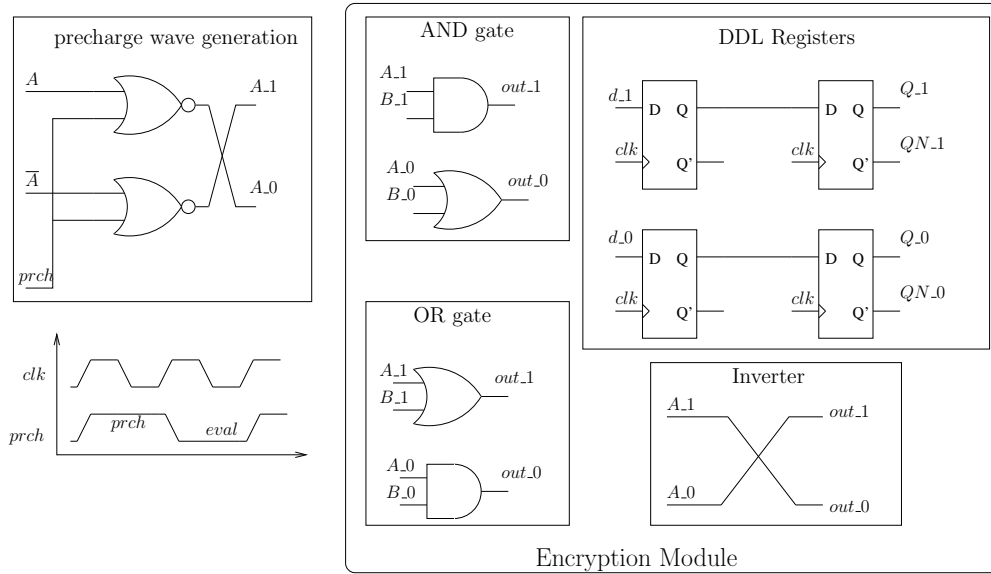 precharge wave generation
A
A_1
A̅
A_0
prch
clk
prch
prch
eval
AND gate
A_1
B_1
out_1
A_0
B_0
out_0
OR gate
A_1
B_1
out_1
A_0
B_0
out_0
DDL Registers
d_1
D
Q
clk
Q'
D
Q
Q_1
clk
Q'
QN_1
d_0
D
Q
clk
Q'
D
Q
Q_0
clk
Q'
QN_0
Inverter
A_1
out_1
A_0
out_0
Encryption Module